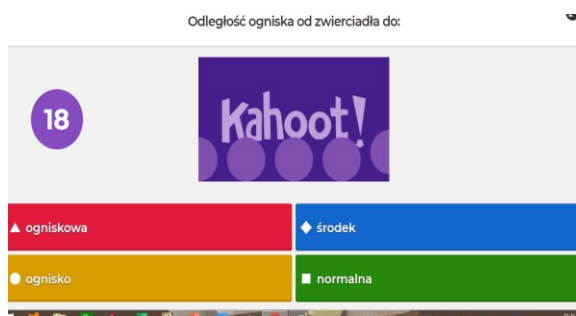 Odległość ogniska od zwierciadła do:
18
Kahoot!
ogniskowa
środek
ognisko
normalna